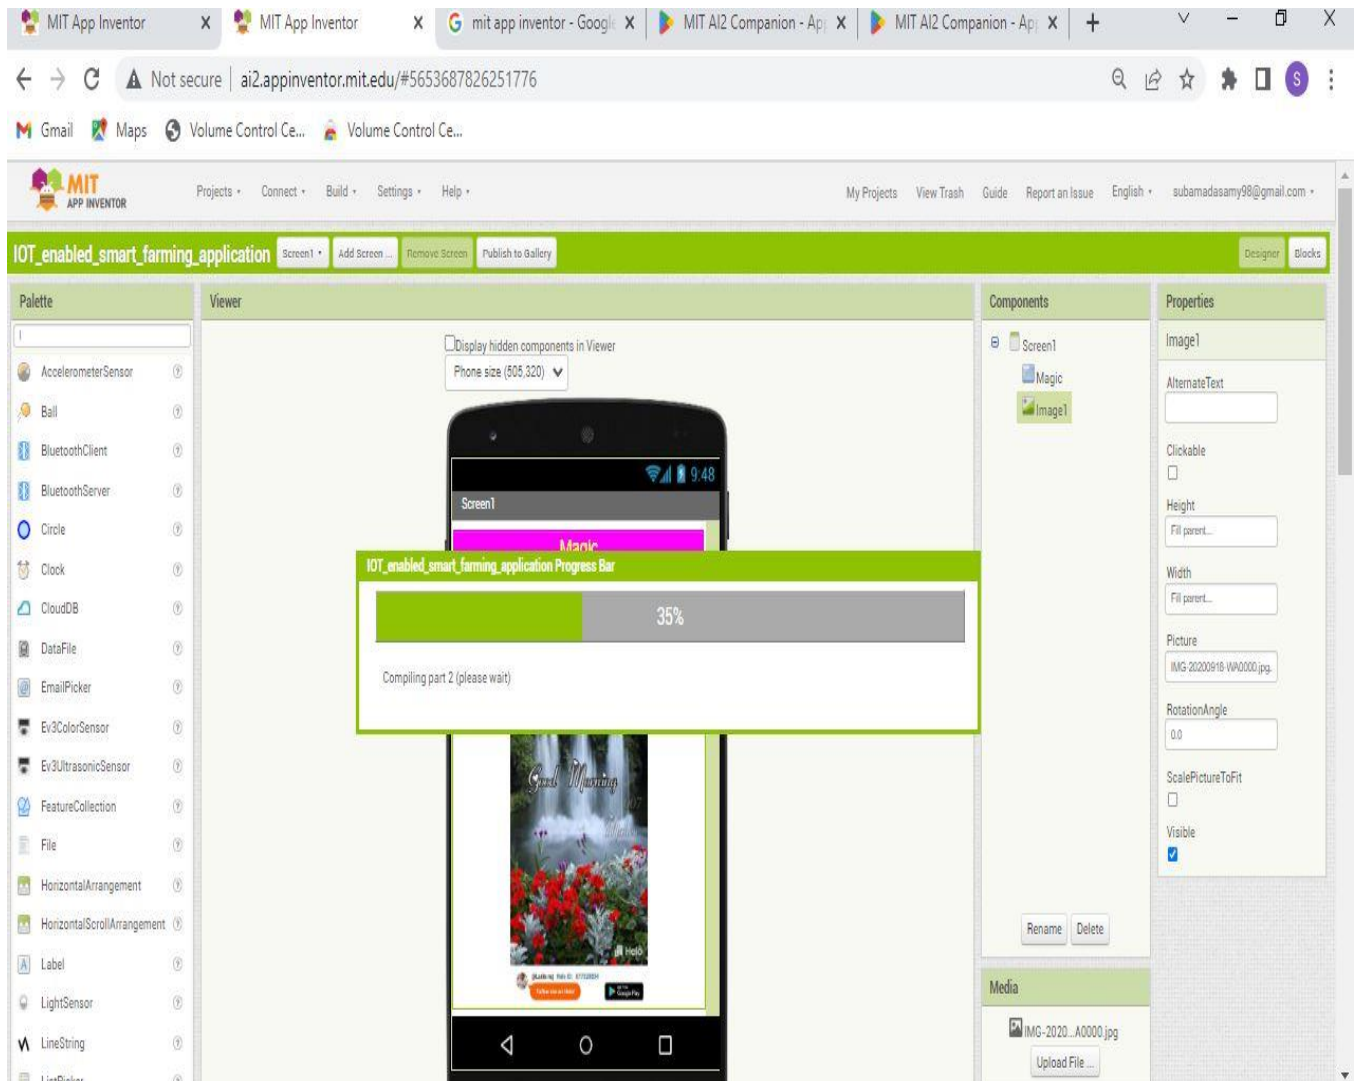 MIT App Inventor
MIT App Inventor
mit app inventor - Google
MIT AI2 Companion - App
MIT AI2 Companion - App
Not secure
ai2.appinventor.mit.edu/#5653687826251776
S
Gmail
Maps
Volume Control Ce...
Volume Control Ce...
MIT
APP INVENTOR
Projects
Connect
Build
Settings
Help
My Projects
View Trash
Guide
Report an Issue
English
subamadasamy98@gmail.com
IOT_enabled_smart_farming_application
Screen1
Add Screen ...
Remove Screen
Publish to Gallery
Designer
Blocks
Palette
AccelerometerSensor
Ball
BluetoothClient
BluetoothServer
Circle
Clock
CloudDB
DataFile
EmailPicker
Ev3ColorSensor
Ev3UltrasonicSensor
FeatureCollection
File
HorizontalArrangement
HorizontalScrollArrangement
Label
LightSensor
LineString
ListPicker
Viewer
Display hidden components in Viewer
Phone size (505,320)
9:48
Screen1
Magic
IOT_enabled_smart_farming_application Progress Bar
35%
Compiling part 2 (please wait)
Good Morning
Helo
Google Play
Components
Screen1
Magic
Image1
Rename
Delete
Media
IMG-2020...A0000.jpg
Upload File ...
Properties
Image1
AlternateText
Clickable
Height
Fill parent...
Width
Fill parent...
Picture
IMG-20200918-WA0000.jpg...
RotationAngle
0.0
ScalePictureToFit
Visible